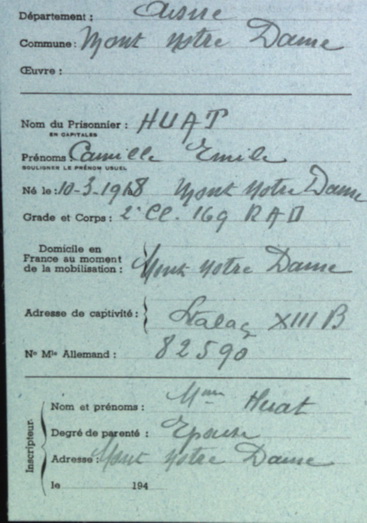 Département : Aisne
Commune : Mont Notre Dame
Œuvre :
Nom du Prisonnier : HUAT
EN CAPITALES
Prénoms Camille Emile
SOULIGNER LE PRÉNOM USUEL
Né le : 10-3-1918 Mont Notre Dame
Grade et Corps : 2e Cl. 169 R A
Domicile en
France au moment
de la mobilisation : Mont Notre Dame
Adresse de captivité : Stalag XIII B
No Mle Allemand : 82590
Inscripteur.
Nom et prénoms : Mme Huat
Degré de parenté : Epouse
Adresse : Mont Notre Dame
le 194